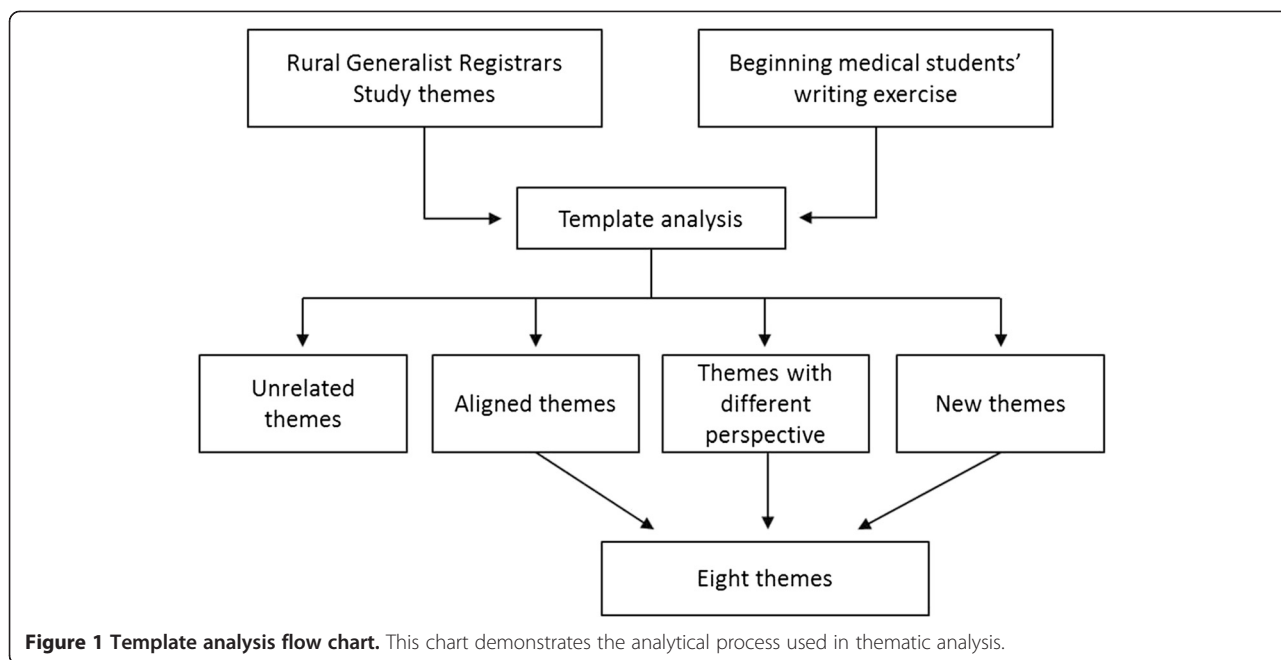 Rural Generalist Registrars
Study themes
Beginning medical students’
writing exercise
Template analysis
Unrelated
themes
Aligned themes
Themes with
different
perspective
New themes
Eight themes
Figure 1 Template analysis flow chart. This chart demonstrates the analytical process used in thematic analysis.